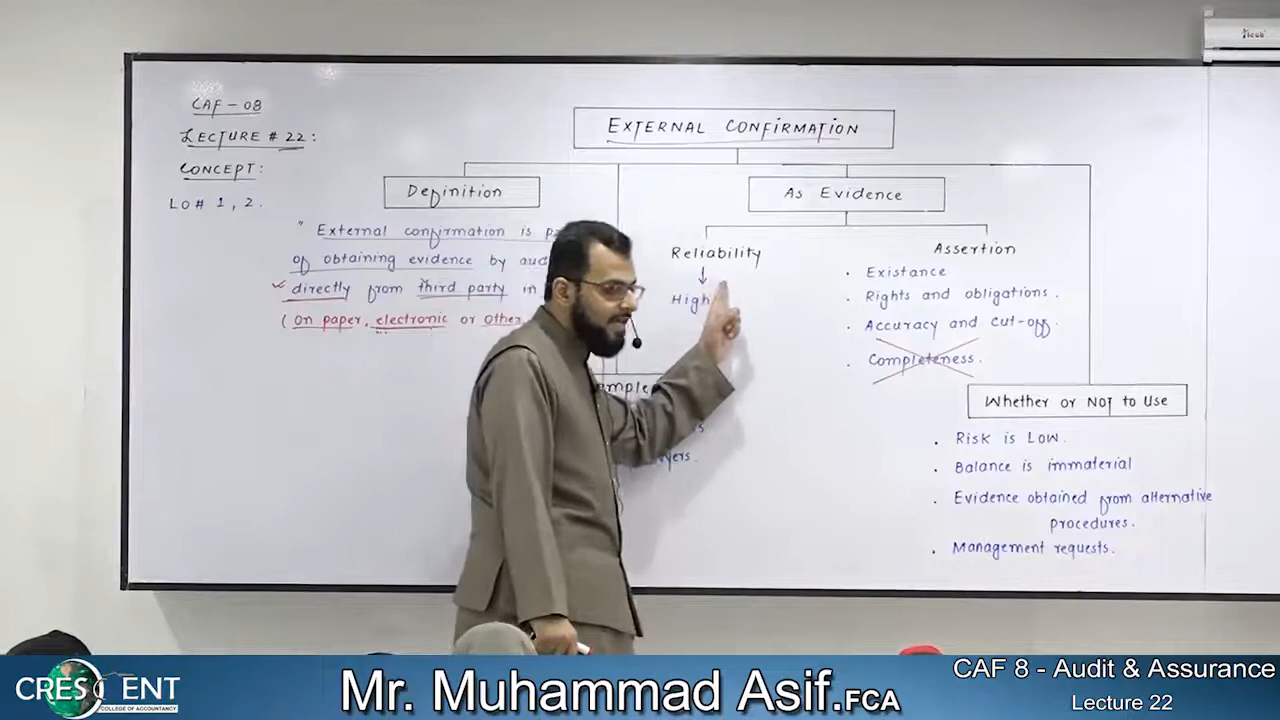 CAF - 08
LECTURE # 22 :
CONCEPT :
LO # 1, 2.
EXTERNAL CONFIRMATION
Definition
" External confirmation is
of obtaining evidence by
directly from third party in
( On paper, electronic or other
As Evidence
Reliability
High
Assertion
. Existance
. Rights and obligations .
. Accuracy and cut-off .
. Completeness .
Whether or NOT to Use
. Risk is Low .
. Balance is immaterial
. Evidence obtained from alternative
procedures .
. Management requests .
CRESCENT
COLLEGE OF ACCOUNTANCY
Mr. Muhammad Asif.FCA
CAF 8 - Audit & Assurance
Lecture 22